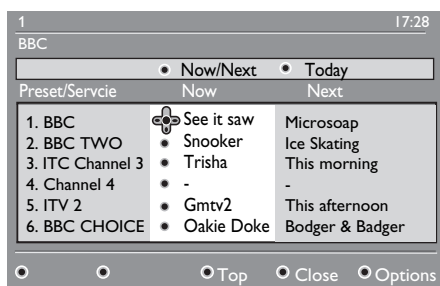 1 17:28
BBC
Now/Next Today
Preset/Servcie Now Next
1. BBC See it saw Microsoap
2. BBC TWO Snooker Ice Skating
3. ITC Channel 3 Trisha This morning
4. Channel 4 - -
5. ITV 2 Gmtv2 This afternoon
6. BBC CHOICE Oakie Doke Bodger & Badger
Top Close Options